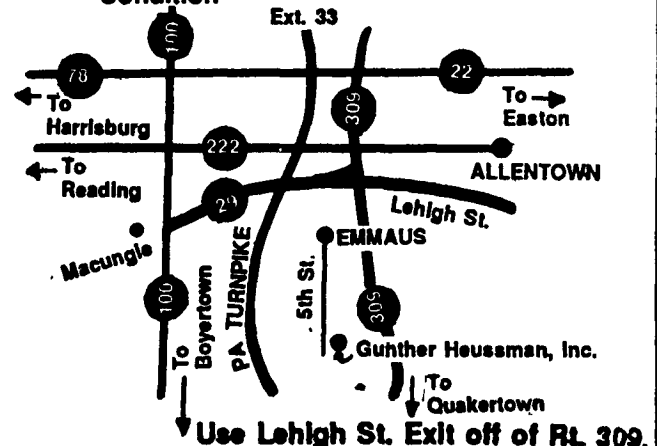 Condition
Ext. 33
100
78
22
To
Harrisburg
309
To
Easton
222
ALLENTOWN
To
Reading
29
Lehigh St.
Macungie
EMMAUS
PA TURNPIKE
5th St.
100
To
Boyertown
309
Gunther Heussman, Inc.
To
Quakertown
Use Lehigh St. Exit off of Rt. 309.